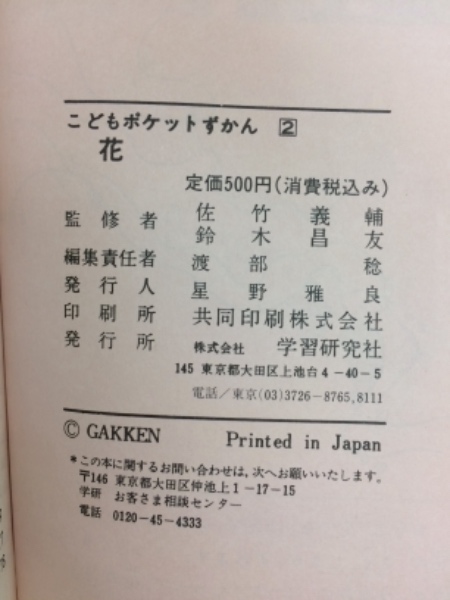 こどもポケットずかん 2
花
定価500円(消費税込み)
監修者 佐竹義輔
鈴木昌友
編集責任者 渡部稔
発行人 星野雅良
印刷所 共同印刷株式会社
発行所 株式会社 学習研究社
145 東京都大田区上池台4-40-5
電話/東京(03)3726-8765,8111
© GAKKEN Printed in Japan
*この本に関するお問い合わせは,次へお願いいたします。
〒146 東京都大田区仲池上1-17-15
学研 お客さま相談センター
電話 0120-45-4333